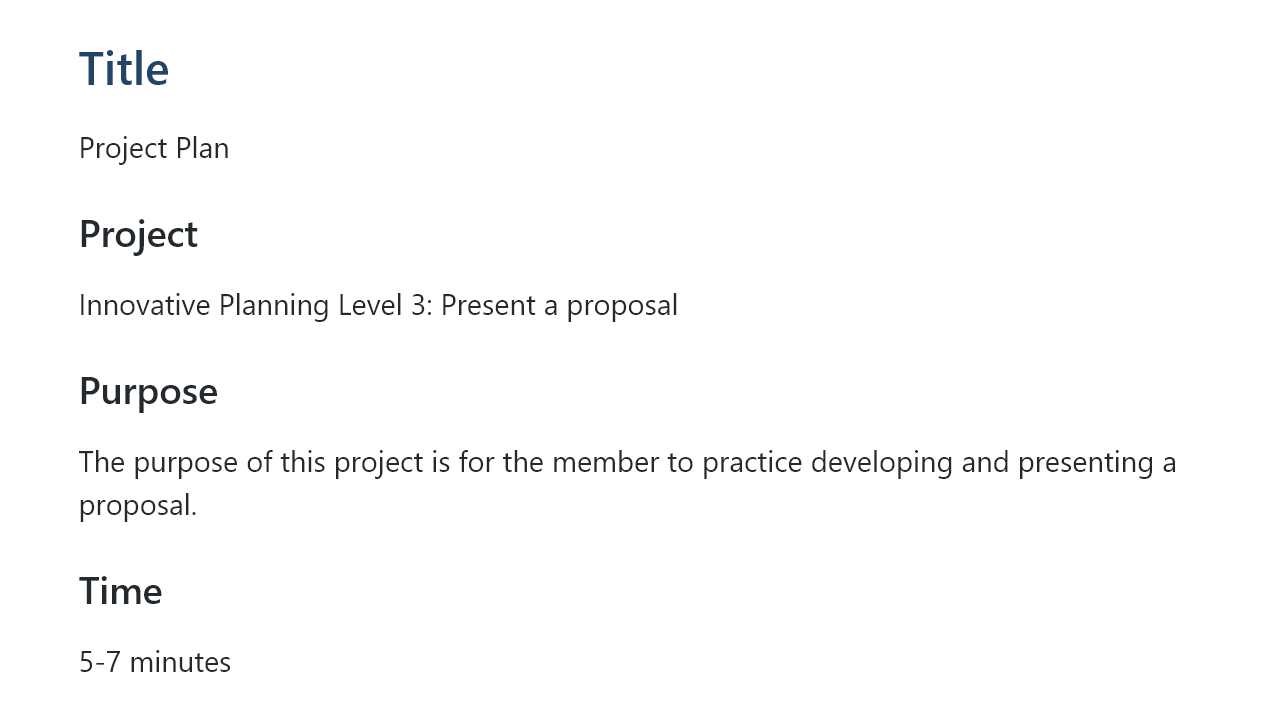 Title
Project Plan
Project
Innovative Planning Level 3: Present a proposal
Purpose
The purpose of this project is for the member to practice developing and presenting a
proposal.
Time
5-7 minutes